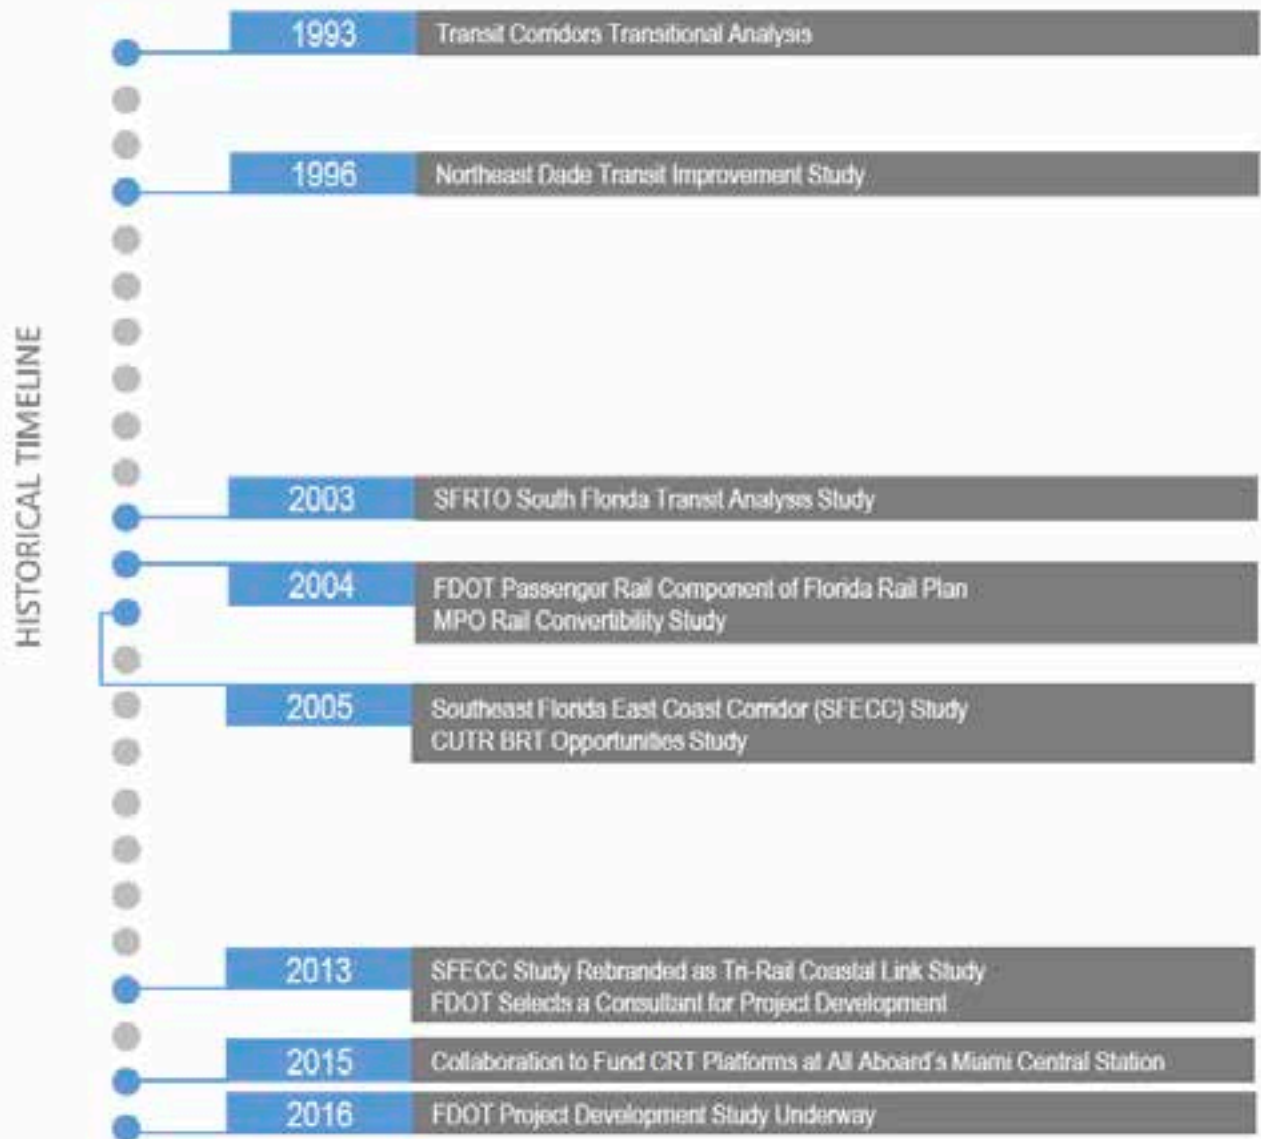 HISTORICAL TIMELINE
1993
Transit Corridors Transitional Analysis
1996
Northeast Dade Transit Improvement Study
2003
SFRTO South Florida Transit Analysis Study
2004
FDOT Passenger Rail Component of Florida Rail Plan
MPO Rail Convertibility Study
2005
Southeast Florida East Coast Corridor (SFECC) Study
CUTR BRT Opportunities Study
2013
SFECC Study Rebranded as Tri-Rail Coastal Link Study
FDOT Selects a Consultant for Project Development
2015
Collaboration to Fund CRT Platforms at All Aboard's Miami Central Station
2016
FDOT Project Development Study Underway